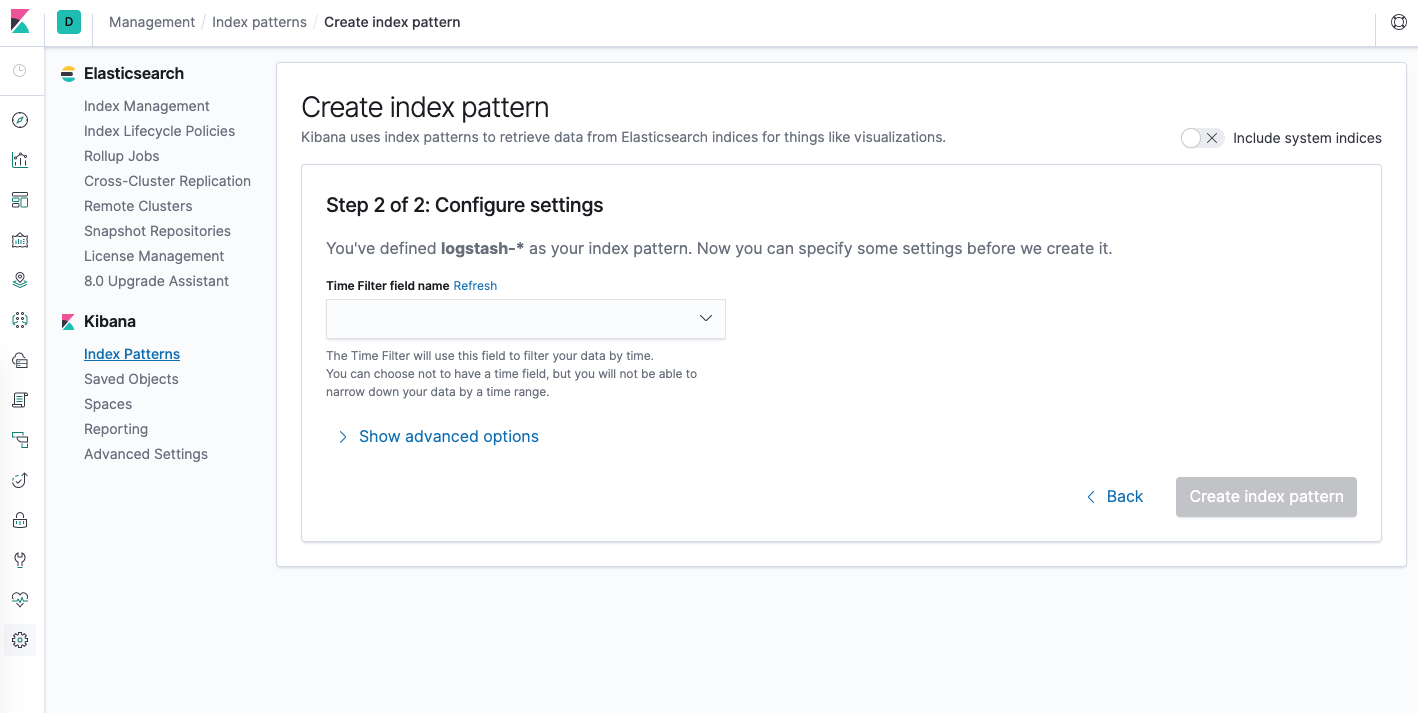 D
Management / Index patterns / Create index pattern
Elasticsearch
Index Management
Index Lifecycle Policies
Rollup Jobs
Cross-Cluster Replication
Remote Clusters
Snapshot Repositories
License Management
8.0 Upgrade Assistant
Kibana
Index Patterns
Saved Objects
Spaces
Reporting
Advanced Settings
Create index pattern
Kibana uses index patterns to retrieve data from Elasticsearch indices for things like visualizations.
Include system indices
Step 2 of 2: Configure settings
You've defined logstash-* as your index pattern. Now you can specify some settings before we create it.
Time Filter field name Refresh
The Time Filter will use this field to filter your data by time.
You can choose not to have a time field, but you will not be able to
narrow down your data by a time range.
Show advanced options
Back
Create index pattern